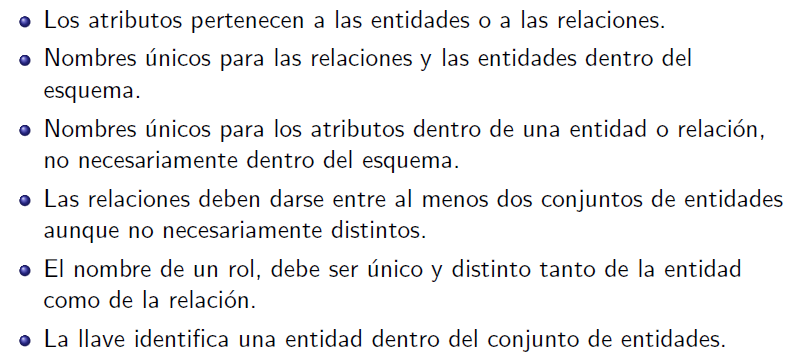 Los atributos pertenecen a las entidades o a las relaciones.
Nombres únicos para las relaciones y las entidades dentro del
esquema.
Nombres únicos para los atributos dentro de una entidad o relación,
no necesariamente dentro del esquema.
Las relaciones deben darse entre al menos dos conjuntos de entidades
aunque no necesariamente distintos.
El nombre de un rol, debe ser único y distinto tanto de la entidad
como de la relación.
La llave identifica una entidad dentro del conjunto de entidades.